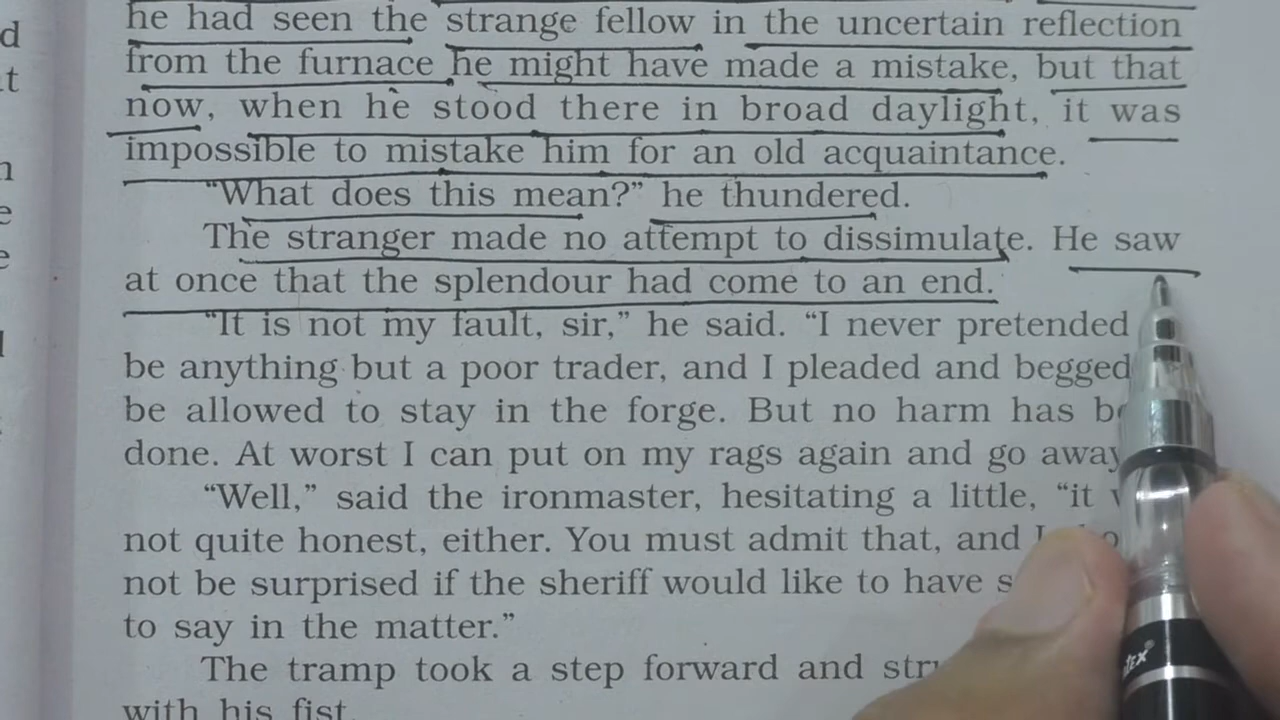 he had seen the strange fellow in the uncertain reflection
from the furnace he might have made a mistake, but that
now, when he stood there in broad daylight, it was
impossible to mistake him for an old acquaintance.
“What does this mean?” he thundered.
The stranger made no attempt to dissimulate. He saw
at once that the splendour had come to an end.
“It is not my fault, sir,” he said. “I never pretended
be anything but a poor trader, and I pleaded and begged
be allowed to stay in the forge. But no harm has
done. At worst I can put on my rags again and go away
“Well,” said the ironmaster, hesitating a little, “it
not quite honest, either. You must admit that, and I
not be surprised if the sheriff would like to have
to say in the matter.”
The tramp took a step forward and
with his fist.